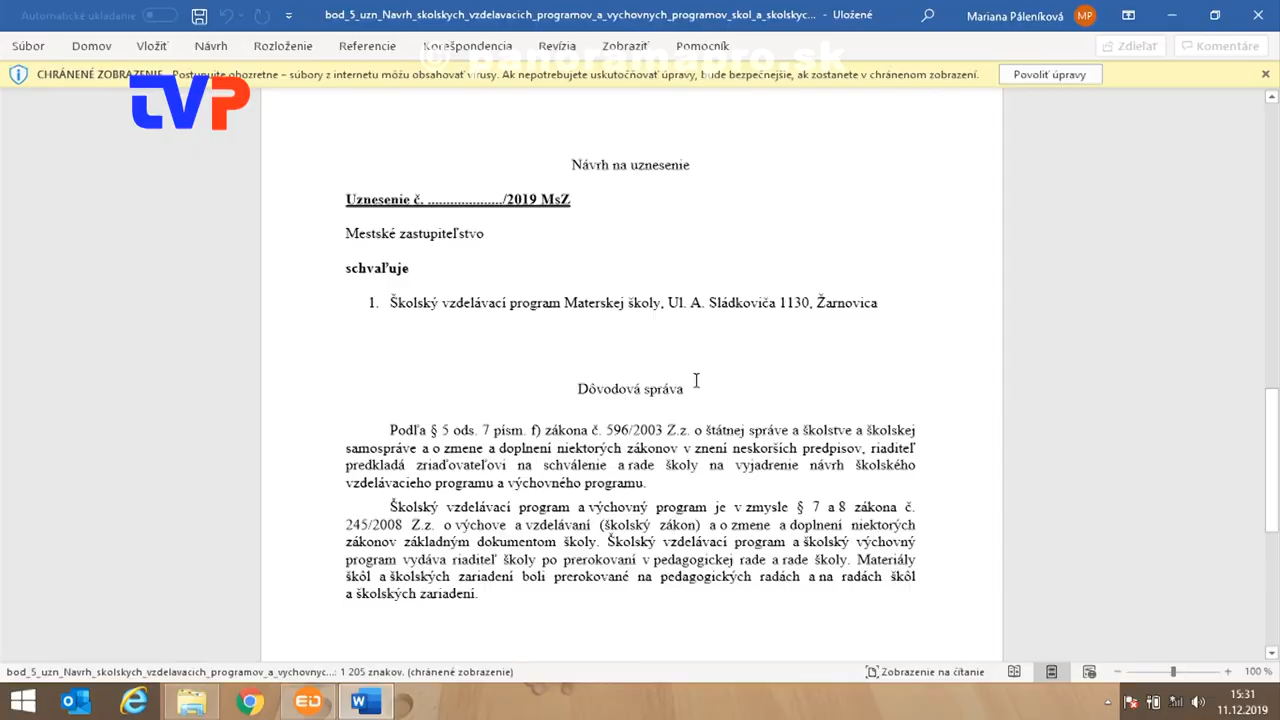 Automatické ukladanie
bod_5_uzn_Navrh_skolskych_vzdelavacich_programov_a_vychovnych_programov_skol_a_skolskyc... - Uložené
Mariana Páleníková
MP
Súbor Domov Vložiť Návrh Rozloženie Referencie Korešpondencia Revízia Zobraziť Pomocník
Zdieľať Komentáre
© panoramapro.sk
CHRÁNENÉ ZOBRAZENIE Postupujte obozretne – súbory z internetu môžu obsahovať vírusy. Ak nepotrebujete uskutočňovať úpravy, bude bezpečnejšie, ak zostanete v chránenom zobrazení.
Povoliť úpravy
tVP
Návrh na uznesenie
Uznesenie č. ...................../2019 MsZ
Mestské zastupiteľstvo
schvaľuje
1. Školský vzdelávací program Materskej školy, Ul. A. Sládkoviča 1130, Žarnovica
Dôvodová správa
Podľa § 5 ods. 7 písm. f) zákona č. 596/2003 Z.z. o štátnej správe a školstve a školskej
samospráve a o zmene a doplnení niektorých zákonov v znení neskorších predpisov, riaditeľ
predkladá zriaďovateľovi na schválenie a rade školy na vyjadrenie návrh školského
vzdelávacieho programu a výchovného programu.
Školský vzdelávací program a výchovný program je v zmysle § 7 a 8 zákona č.
245/2008 Z.z. o výchove a vzdelávaní (školský zákon) a o zmene a doplnení niektorých
zákonov základným dokumentom školy. Školský vzdelávací program a školský výchovný
program vydáva riaditeľ školy po prerokovaní v pedagogickej rade a rade školy. Materiály
škôl a školských zariadení boli prerokované na pedagogických radách a na radách škôl
a školských zariadení.
bod_5_uzn_Navrh_skolskych_vzdelavacich_programov_a_vychovnyc...: 1 205 znakov. (chránené zobrazenie)
Zobrazenie na čítanie
100 %
15:31
11.12.2019